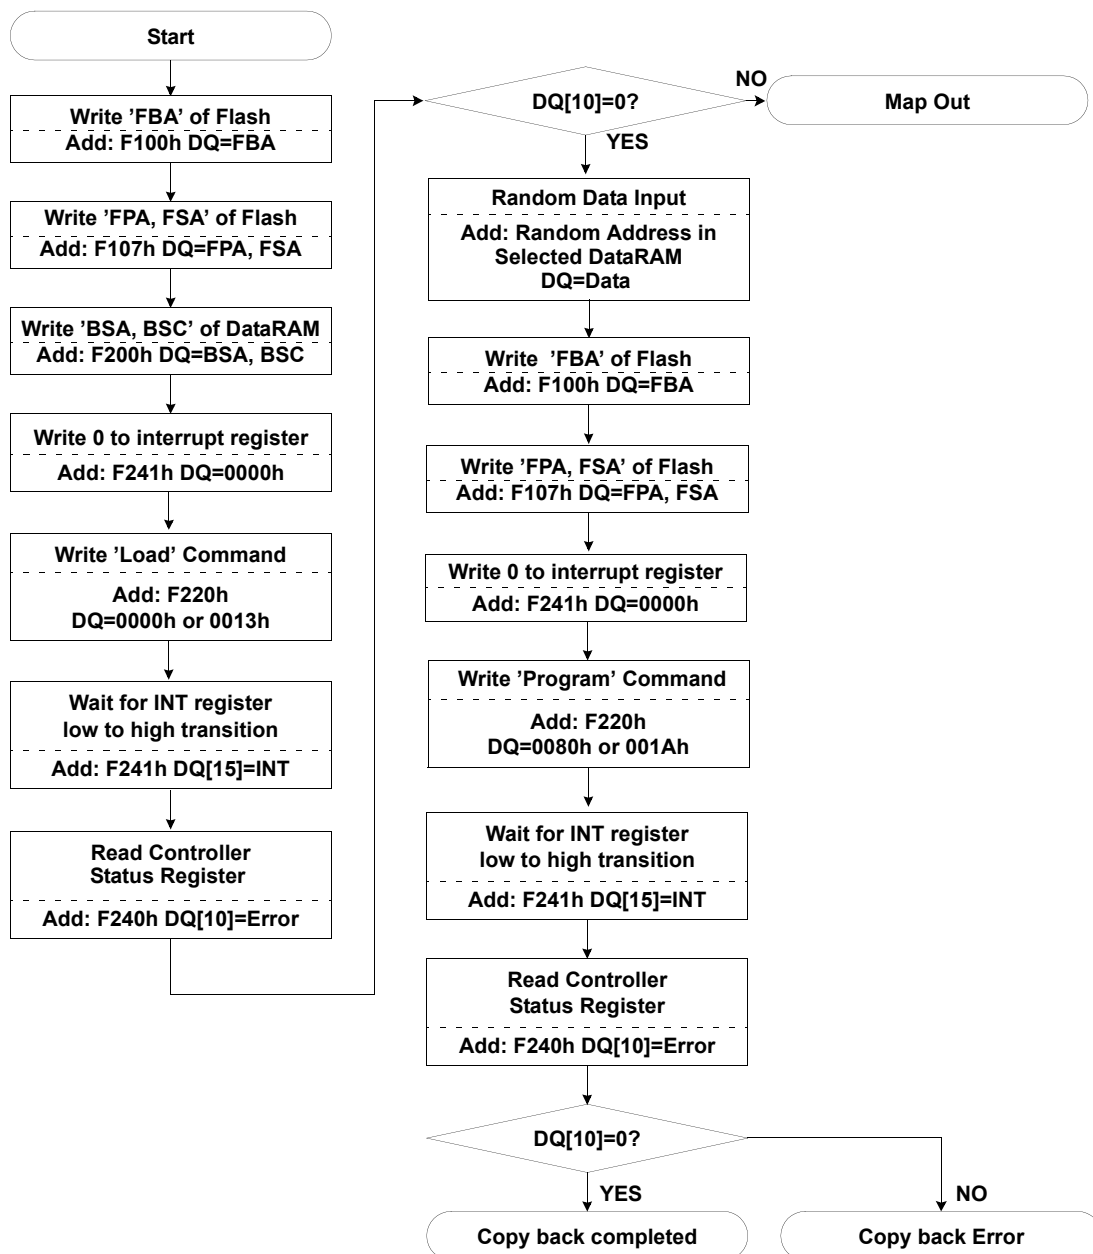 Start
Write ’FBA’ of Flash
Add: F100h DQ=FBA
Write ’FPA, FSA’ of Flash
Add: F107h DQ=FPA, FSA
Write ’BSA, BSC’ of DataRAM
Add: F200h DQ=BSA, BSC
Write 0 to interrupt register
Add: F241h DQ=0000h
Write ’Load’ Command
Add: F220h
DQ=0000h or 0013h
Wait for INT register
low to high transition
Add: F241h DQ[15]=INT
Read Controller
Status Register
Add: F240h DQ[10]=Error
DQ[10]=0?
NO
Map Out
YES
Random Data Input
Add: Random Address in
Selected DataRAM
DQ=Data
Write ’FBA’ of Flash
Add: F100h DQ=FBA
Write ’FPA, FSA’ of Flash
Add: F107h DQ=FPA, FSA
Write 0 to interrupt register
Add: F241h DQ=0000h
Write ’Program’ Command
Add: F220h
DQ=0080h or 001Ah
Wait for INT register
low to high transition
Add: F241h DQ[15]=INT
Read Controller
Status Register
Add: F240h DQ[10]=Error
DQ[10]=0?
YES
NO
Copy back completed
Copy back Error